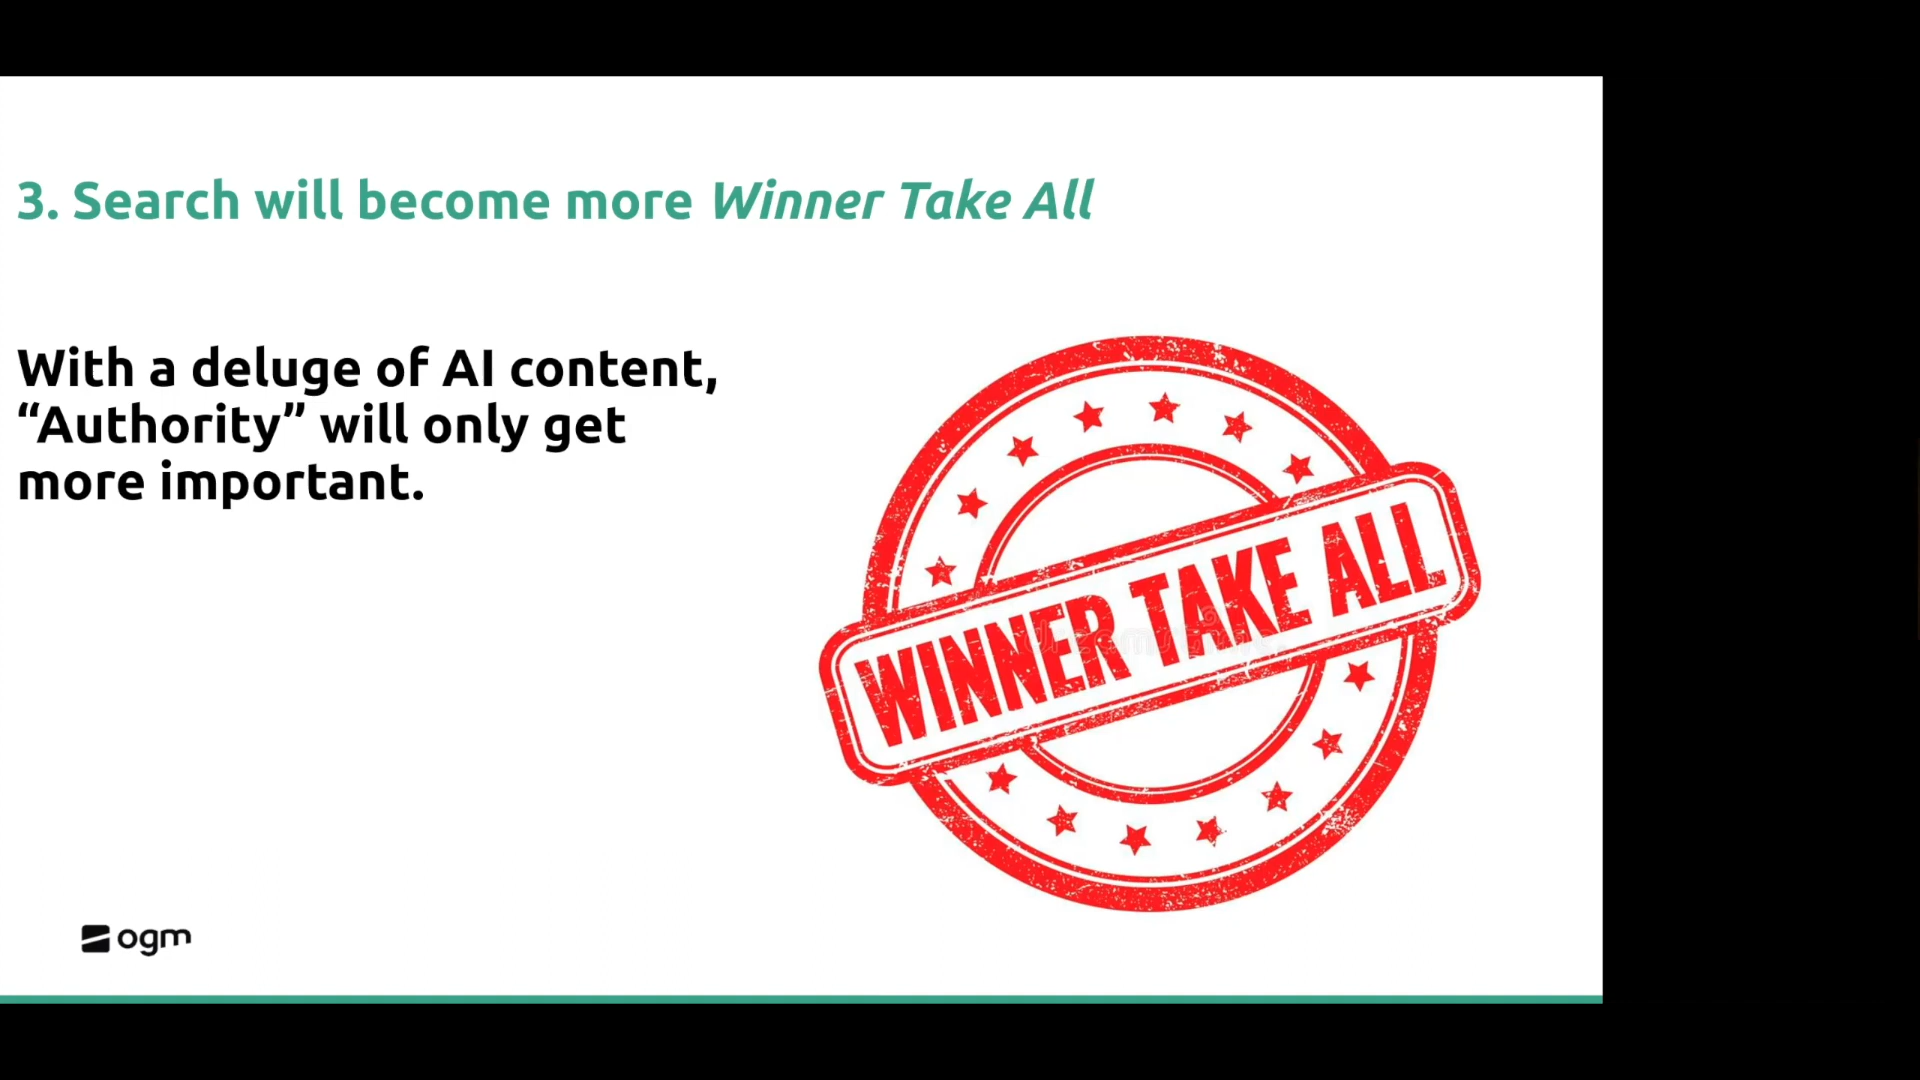 3. Search will become more Winner Take All
With a deluge of AI content,
“Authority” will only get
more important.
WINNER TAKE ALL
dreamstime.
ogm